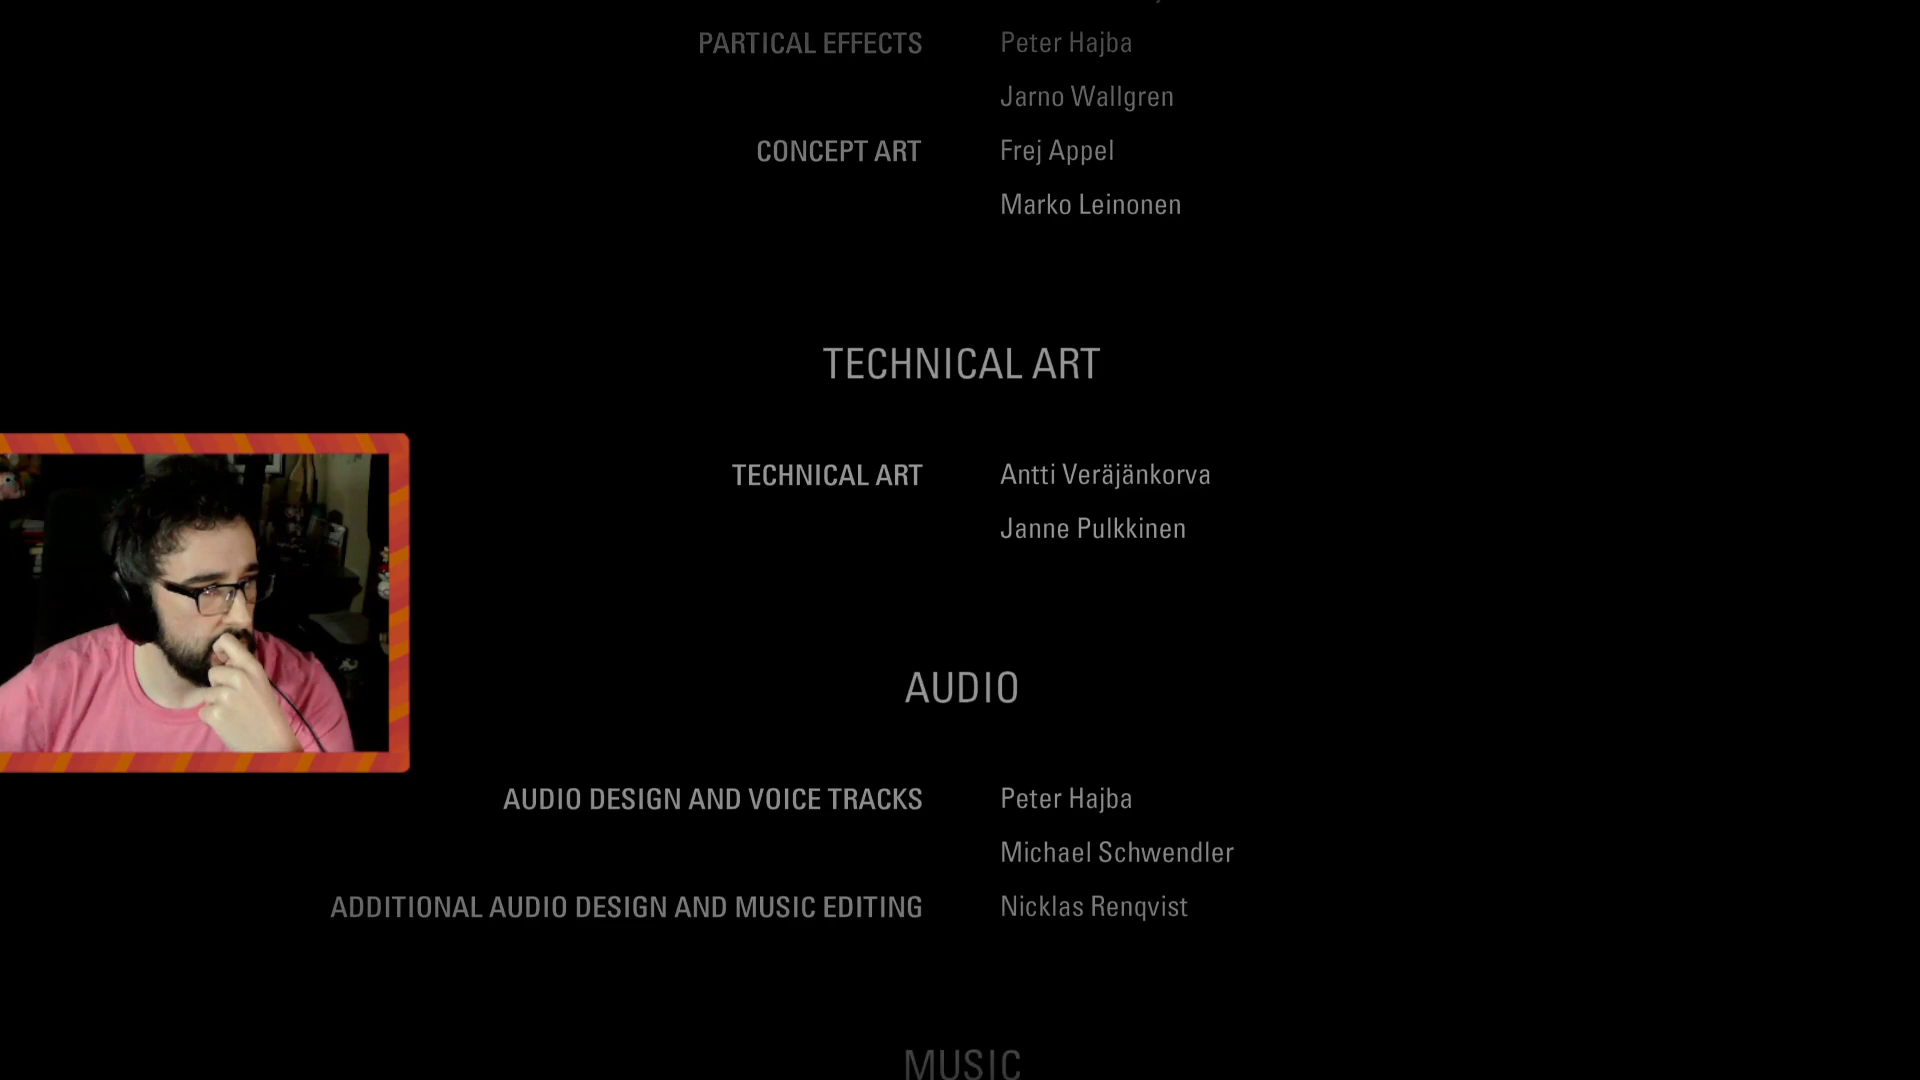 PARTICAL EFFECTS Peter Hajba
Jarno Wallgren
CONCEPT ART Frej Appel
Marko Leinonen
TECHNICAL ART
TECHNICAL ART Antti Veräjänkorva
Janne Pulkkinen
AUDIO
AUDIO DESIGN AND VOICE TRACKS Peter Hajba
Michael Schwendler
ADDITIONAL AUDIO DESIGN AND MUSIC EDITING Nicklas Renqvist
MUSIC